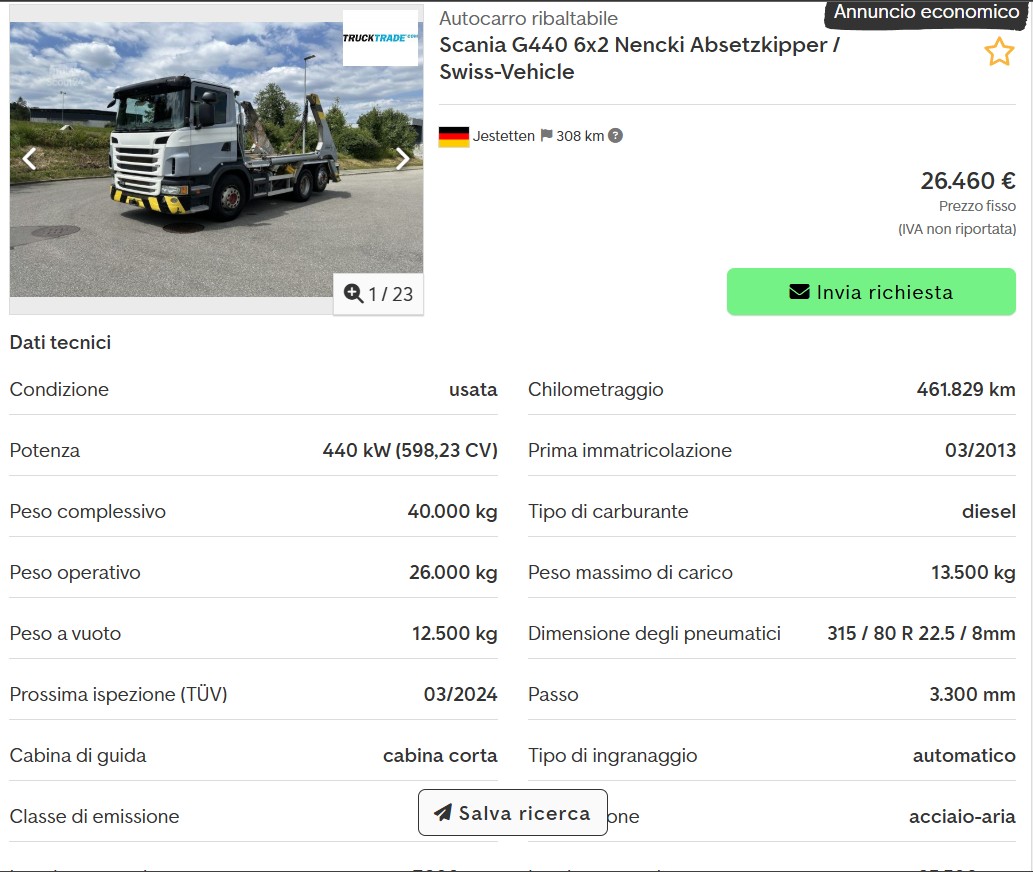 Annuncio economico
TRUCKTRADE.COM
Autocarro ribaltabile
Scania G440 6x2 Nencki Absetzkipper /
Swiss-Vehicle
Jestetten 308 km ?
26.460 €
Prezzo fisso
(IVA non riportata)
Invia richiesta
1 / 23
Dati tecnici
Condizione usata
Chilometraggio 461.829 km
Potenza 440 kW (598,23 CV)
Prima immatricolazione 03/2013
Peso complessivo 40.000 kg
Tipo di carburante diesel
Peso operativo 26.000 kg
Peso massimo di carico 13.500 kg
Peso a vuoto 12.500 kg
Dimensione degli pneumatici 315 / 80 R 22.5 / 8mm
Prossima ispezione (TÜV) 03/2024
Passo 3.300 mm
Cabina di guida cabina corta
Tipo di ingranaggio automatico
Classe di emissione
Salva ricerca
one acciaio-aria